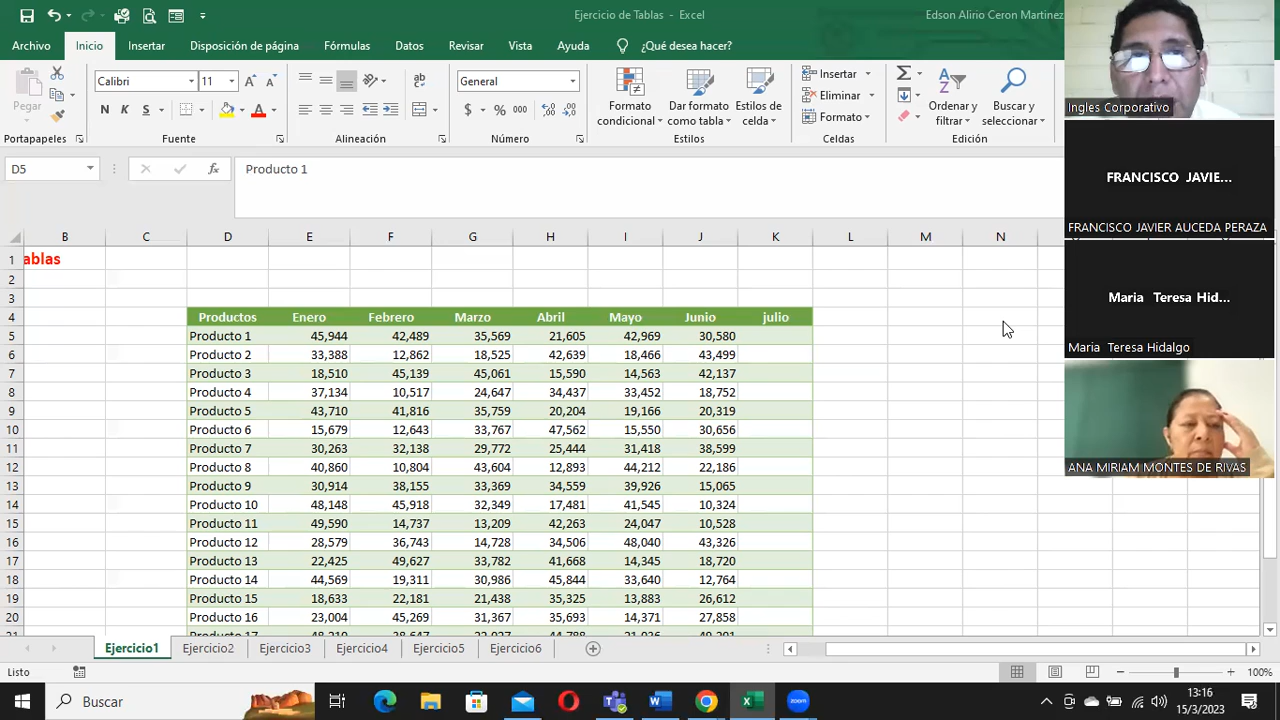 Ejercicio de Tablas - Excel
Edson Alirio Ceron Martinez
Archivo Inicio Insertar Disposición de página Fórmulas Datos Revisar Vista Ayuda ¿Qué desea hacer?
Pegar
Calibri 11
General
N K S
$ % 000
Formato condicional
Dar formato como tabla
Estilos de celda
Insertar
Eliminar
Formato
Ordenar y filtrar
Buscar y seleccionar
Portapapeles Fuente Alineación Número Estilos Celdas Edición
D5 fx Producto 1
B C D E F G H I J K L M N
1 ablas
2
3
4 Productos Enero Febrero Marzo Abril Mayo Junio julio
5 Producto 1 45,944 42,489 35,569 21,605 42,969 30,580
6 Producto 2 33,388 12,862 18,525 42,639 18,466 43,499
7 Producto 3 18,510 45,139 45,061 15,590 14,563 42,137
8 Producto 4 37,134 10,517 24,647 34,437 33,452 18,752
9 Producto 5 43,710 41,816 35,759 20,204 19,166 20,319
10 Producto 6 15,679 12,643 33,767 47,562 15,550 30,656
11 Producto 7 30,263 32,138 29,772 25,444 31,418 38,599
12 Producto 8 40,860 10,804 43,604 12,893 44,212 22,186
13 Producto 9 30,914 38,155 33,369 34,559 39,926 15,065
14 Producto 10 48,148 45,918 32,349 17,481 41,545 10,324
15 Producto 11 49,590 14,737 13,209 42,263 24,047 10,528
16 Producto 12 28,579 36,743 14,728 34,506 48,040 43,326
17 Producto 13 22,425 49,627 33,782 41,668 14,345 18,720
18 Producto 14 44,569 19,311 30,986 45,844 33,640 12,764
19 Producto 15 18,633 22,181 21,438 35,325 13,883 26,612
20 Producto 16 23,004 45,269 31,367 35,693 14,371 27,858
Ingles Corporativo
FRANCISCO JAVIE...
FRANCISCO JAVIER AUCEDA PERAZA
Maria Teresa Hid...
Maria Teresa Hidalgo
ANA MIRIAM MONTES DE RIVAS
Ejercicio1 Ejercicio2 Ejercicio3 Ejercicio4 Ejercicio5 Ejercicio6
Listo
100%
Buscar
zoom
13:16
15/3/2023